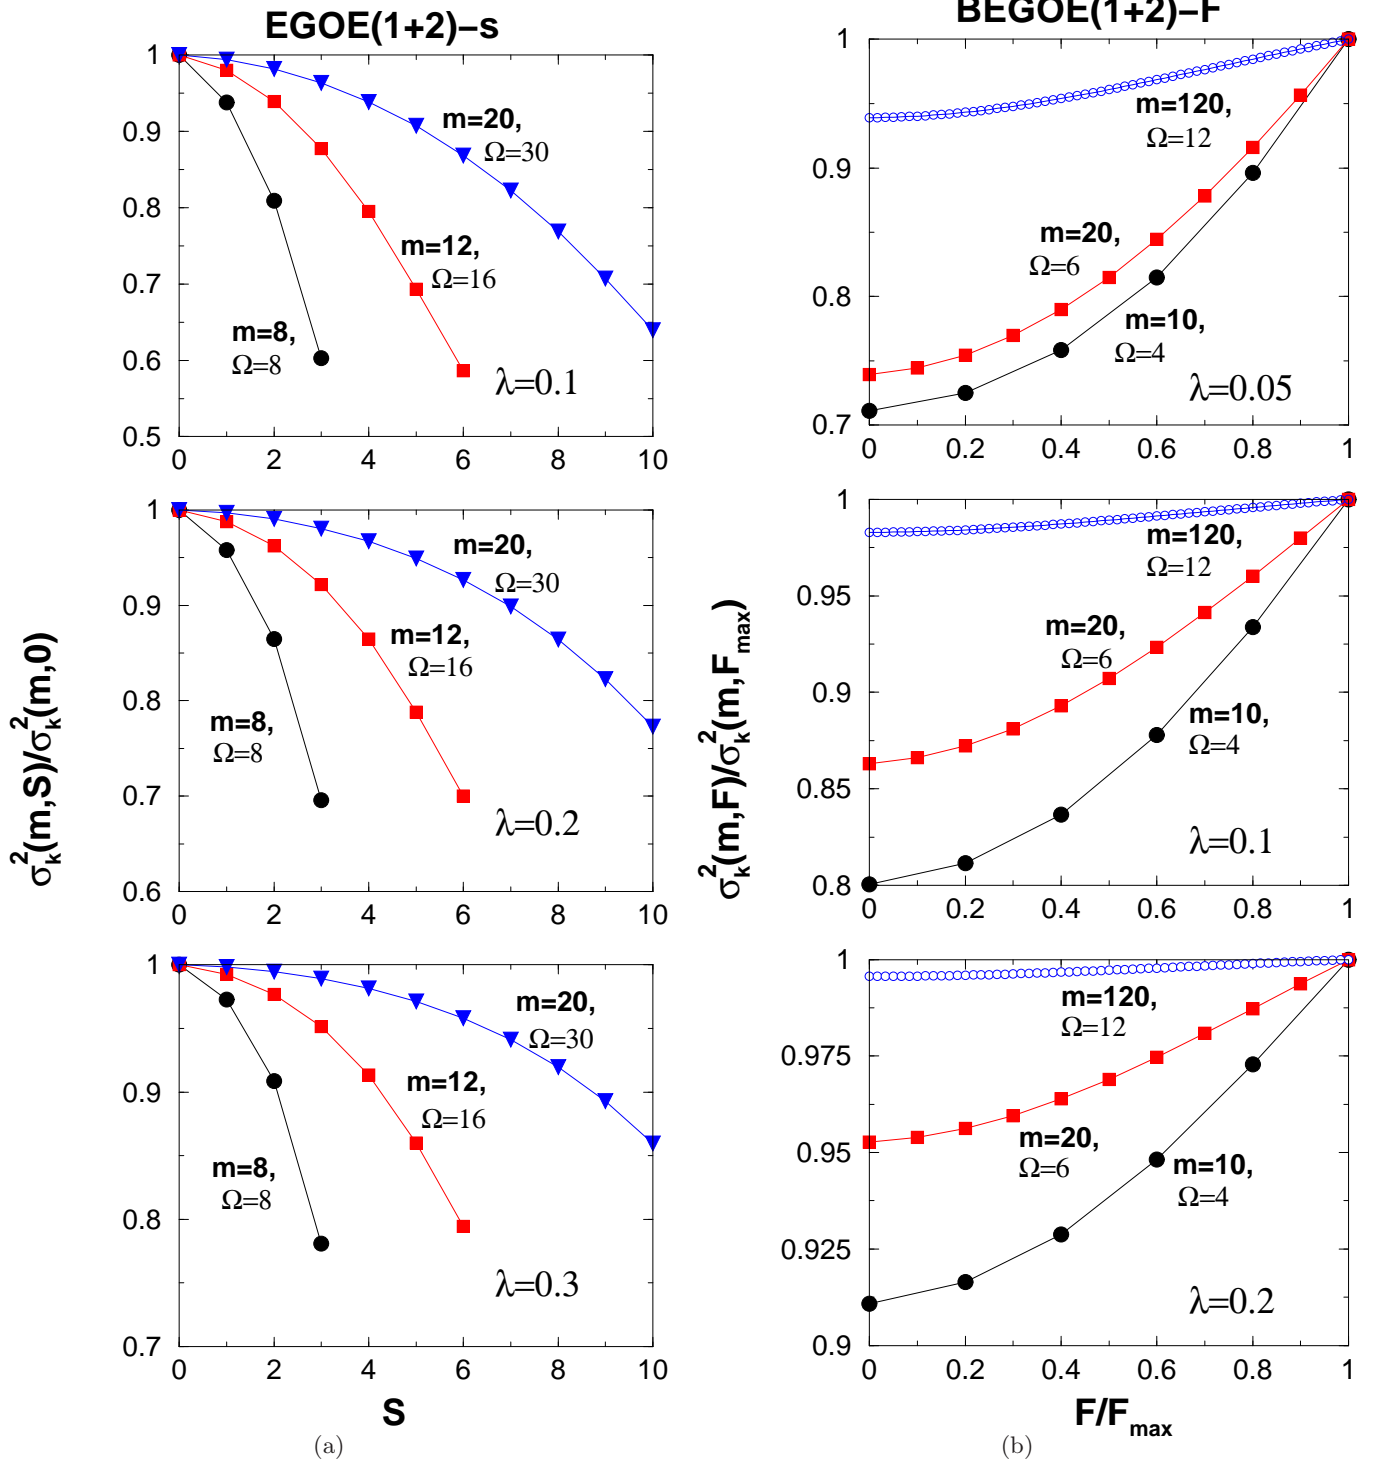 EGOE(1+2)−s
1
0.9
0.8
0.7
0.6
0.5
0 2 4 6 8 10
m=20,
Ω=30
m=12,
Ω=16
m=8,
Ω=8
λ=0.1
1
0.9
0.8
0.7
0.6
0 2 4 6 8 10
m=20,
Ω=30
m=12,
Ω=16
m=8,
Ω=8
λ=0.2
σ²ₖ(m,S)/σ²ₖ(m,0)
1
0.9
0.8
0.7
0 2 4 6 8 10
m=20,
Ω=30
m=12,
Ω=16
m=8,
Ω=8
λ=0.3
S
(a)
BEGOE(1+2)−F
1
0.9
0.8
0.7
0 0.2 0.4 0.6 0.8 1
m=120,
Ω=12
m=20,
Ω=6
m=10,
Ω=4
λ=0.05
1
0.95
0.9
0.85
0.8
0 0.2 0.4 0.6 0.8 1
m=120,
Ω=12
m=20,
Ω=6
m=10,
Ω=4
λ=0.1
σ²ₖ(m,F)/σ²ₖ(m,Fmax)
1
0.975
0.95
0.925
0.9
0 0.2 0.4 0.6 0.8 1
m=120,
Ω=12
m=20,
Ω=6
m=10,
Ω=4
λ=0.2
F/Fmax
(b)